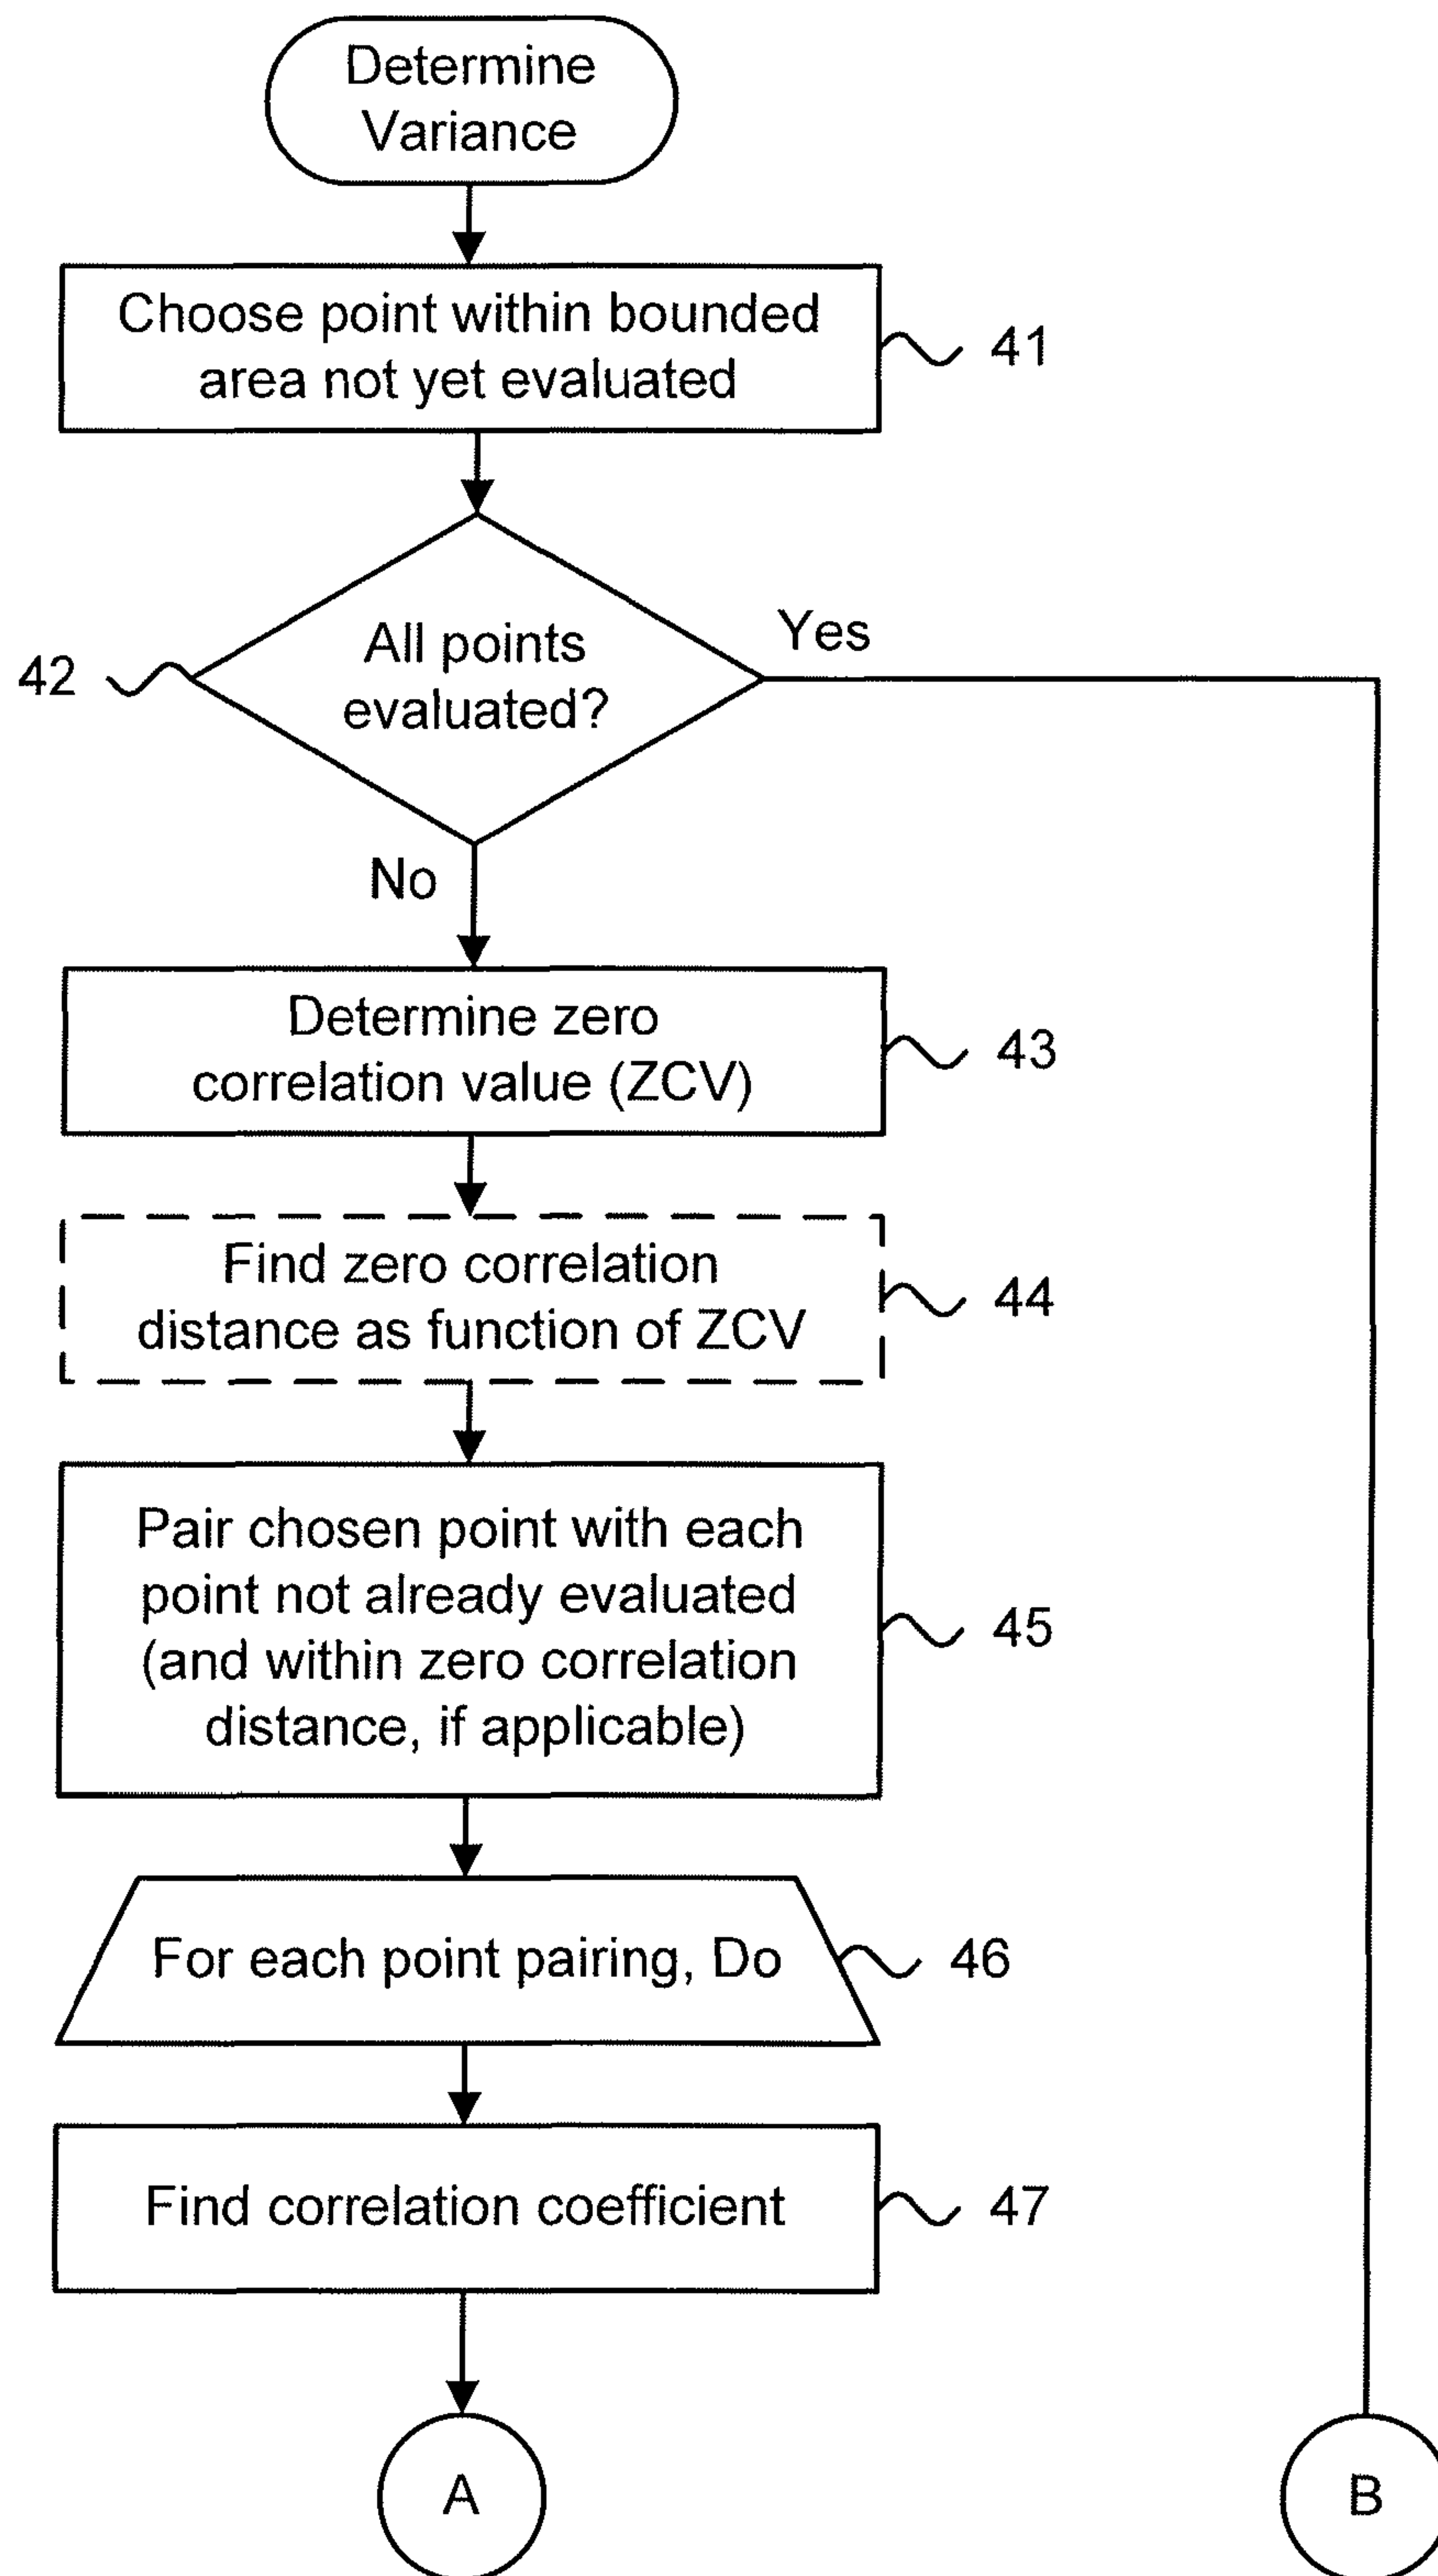 Determine
Variance
Choose point within bounded
area not yet evaluated
41
All points
evaluated?
42
Yes
No
Determine zero
correlation value (ZCV)
43
Find zero correlation
distance as function of ZCV
44
Pair chosen point with each
point not already evaluated
(and within zero correlation
distance, if applicable)
45
For each point pairing, Do
46
Find correlation coefficient
47
A
B